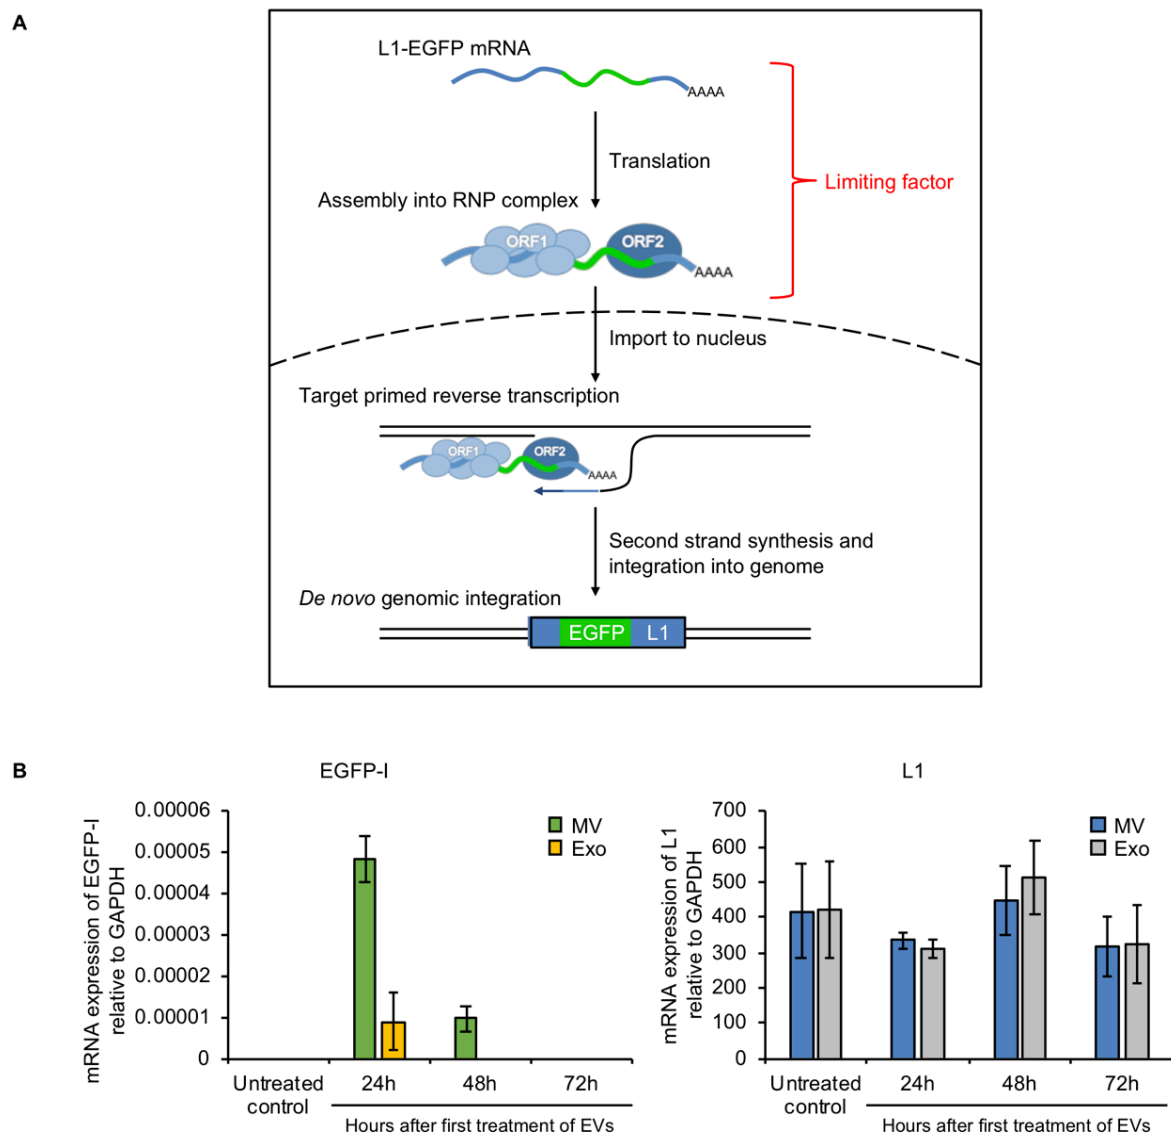 A
L1-EGFP mRNA
AAAA
Translation
Limiting factor
Assembly into RNP complex
ORF1
ORF2
AAAA
Import to nucleus
Target primed reverse transcription
ORF1
ORF2
AAAA
Second strand synthesis and
integration into genome
De novo genomic integration
EGFP L1
B
EGFP-I
mRNA expression of EGFP-I
relative to GAPDH
0.00006
0.00005
0.00004
0.00003
0.00002
0.00001
0
MV
Exo
Untreated
control
24h
48h
72h
Hours after first treatment of EVs
L1
mRNA expression of L1
relative to GAPDH
700
600
500
400
300
200
100
0
MV
Exo
Untreated
control
24h
48h
72h
Hours after first treatment of EVs